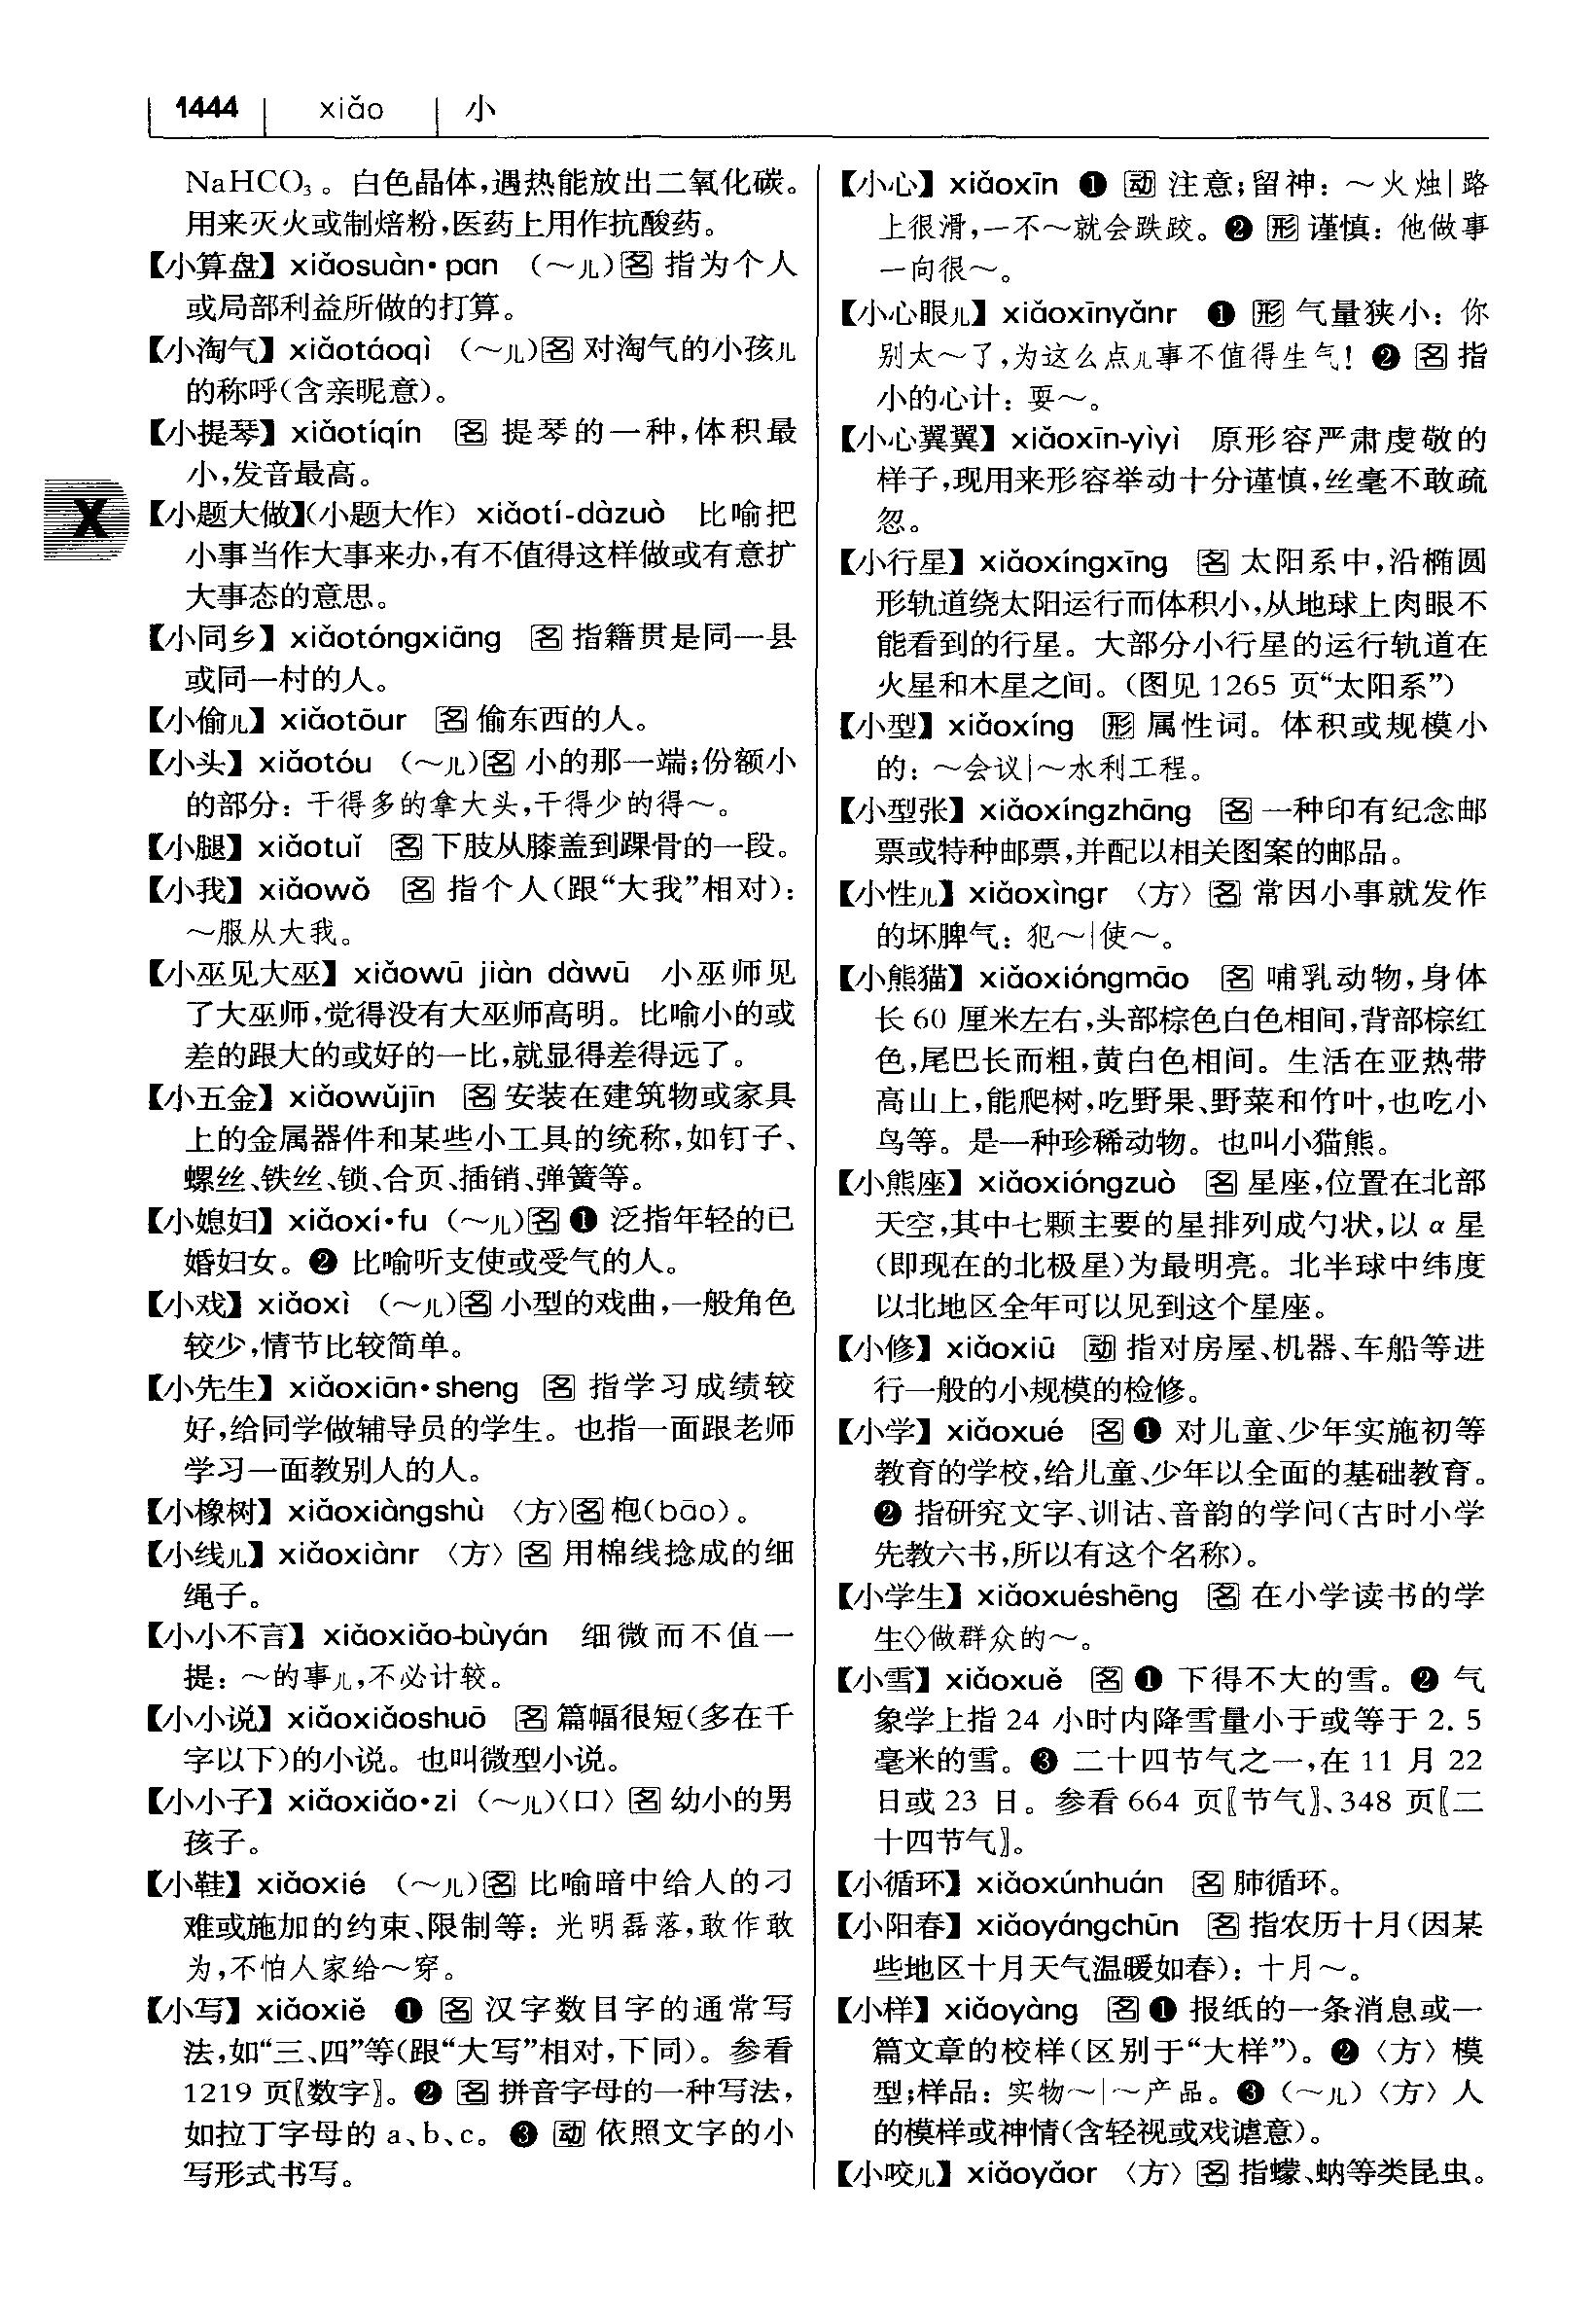 1444 xiǎo 小
NaHCO₃。白色晶体,遇热能放出二氧化碳。
用来灭火或制焙粉,医药上用作抗酸药。
【小算盘】xiǎosuàn·pan (～儿)名 指为个人
或局部利益所做的打算。
【小淘气】xiǎotáoqì (～儿)名 对淘气的小孩儿
的称呼(含亲昵意)。
【小提琴】xiǎotíqín 名 提琴的一种,体积最
小,发音最高。
X
【小题大做】(小题大作) xiǎotí-dàzuò 比喻把
小事当作大事来办,有不值得这样做或有意扩
大事态的意思。
【小同乡】xiǎotóngxiāng 名 指籍贯是同一县
或同一村的人。
【小偷儿】xiǎotōur 名 偷东西的人。
【小头】xiǎotóu (～儿)名 小的那一端;份额小
的部分: 干得多的拿大头,干得少的得～。
【小腿】xiǎotuǐ 名 下肢从膝盖到踝骨的一段。
【小我】xiǎowǒ 名 指个人(跟“大我”相对):
～服从大我。
【小巫见大巫】xiǎowū jiàn dàwū 小巫师见
了大巫师,觉得没有大巫师高明。比喻小的或
差的跟大的或好的一比,就显得差得远了。
【小五金】xiǎowǔjīn 名 安装在建筑物或家具
上的金属器件和某些小工具的统称,如钉子、
螺丝、铁丝、锁、合页、插销、弹簧等。
【小媳妇】xiǎoxí·fu (～儿)名 ❶ 泛指年轻的已
婚妇女。❷ 比喻听支使或受气的人。
【小戏】xiǎoxì (～儿)名 小型的戏曲,一般角色
较少,情节比较简单。
【小先生】xiǎoxiān·sheng 名 指学习成绩较
好,给同学做辅导员的学生。也指一面跟老师
学习一面教别人的人。
【小橡树】xiǎoxiàngshù 〈方〉名 枹(bāo)。
【小线儿】xiǎoxiànr 〈方〉名 用棉线捻成的细
绳子。
【小小不言】xiǎoxiǎo-bùyán 细微而不值一
提: ～的事儿,不必计较。
【小小说】xiǎoxiǎoshuō 名 篇幅很短(多在千
字以下)的小说。也叫微型小说。
【小小子】xiǎoxiǎo·zi (～儿)〈口〉名 幼小的男
孩子。
【小鞋】xiǎoxié (～儿)名 比喻暗中给人的刁
难或施加的约束、限制等: 光明磊落,敢作敢
为,不怕人家给～穿。
【小写】xiǎoxiě ❶ 名 汉字数目字的通常写
法,如“三、四”等(跟“大写”相对,下同)。参看
1219 页〖数字〗。❷ 名 拼音字母的一种写法,
如拉丁字母的 a、b、c。❸ 动 依照文字的小
写形式书写。
【小心】xiǎoxīn ❶ 动 注意;留神: ～火烛|路
上很滑,一不～就会跌跤。❷ 形 谨慎: 他做事
一向很～。
【小心眼儿】xiǎoxīnyǎnr ❶ 形 气量狭小: 你
别太～了,为这么点儿事不值得生气! ❷ 名 指
小的心计: 耍～。
【小心翼翼】xiǎoxīn-yìyì 原形容严肃虔敬的
样子,现用来形容举动十分谨慎,丝毫不敢疏
忽。
【小行星】xiǎoxíngxīng 名 太阳系中,沿椭圆
形轨道绕太阳运行而体积小,从地球上肉眼不
能看到的行星。大部分小行星的运行轨道在
火星和木星之间。(图见 1265 页“太阳系”)
【小型】xiǎoxíng 形 属性词。体积或规模小
的: ～会议|～水利工程。
【小型张】xiǎoxíngzhāng 名 一种印有纪念邮
票或特种邮票,并配以相关图案的邮品。
【小性儿】xiǎoxìngr 〈方〉名 常因小事就发作
的坏脾气: 犯～|使～。
【小熊猫】xiǎoxióngmāo 名 哺乳动物,身体
长 60 厘米左右,头部棕色白色相间,背部棕红
色,尾巴长而粗,黄白色相间。生活在亚热带
高山上,能爬树,吃野果、野菜和竹叶,也吃小
鸟等。是一种珍稀动物。也叫小猫熊。
【小熊座】xiǎoxióngzuò 名 星座,位置在北部
天空,其中七颗主要的星排列成勺状,以 α 星
(即现在的北极星)为最明亮。北半球中纬度
以北地区全年可以见到这个星座。
【小修】xiǎoxiū 动 指对房屋、机器、车船等进
行一般的小规模的检修。
【小学】xiǎoxué 名 ❶ 对儿童、少年实施初等
教育的学校,给儿童、少年以全面的基础教育。
❷ 指研究文字、训诂、音韵的学问(古时小学
先教六书,所以有这个名称)。
【小学生】xiǎoxuéshēng 名 在小学读书的学
生◇做群众的～。
【小雪】xiǎoxuě 名 ❶ 下得不大的雪。❷ 气
象学上指 24 小时内降雪量小于或等于 2.5
毫米的雪。❸ 二十四节气之一,在 11 月 22
日或 23 日。参看 664 页〖节气〗、348 页〖二
十四节气〗。
【小循环】xiǎoxúnhuán 名 肺循环。
【小阳春】xiǎoyángchūn 名 指农历十月(因某
些地区十月天气温暖如春): 十月～。
【小样】xiǎoyàng 名 ❶ 报纸的一条消息或一
篇文章的校样(区别于“大样”)。❷〈方〉模
型;样品: 实物～|～产品。❸ (～儿)〈方〉人
的模样或神情(含轻视或戏谑意)。
【小咬儿】xiǎoyǎor 〈方〉名 指蠓、蚋等类昆虫。